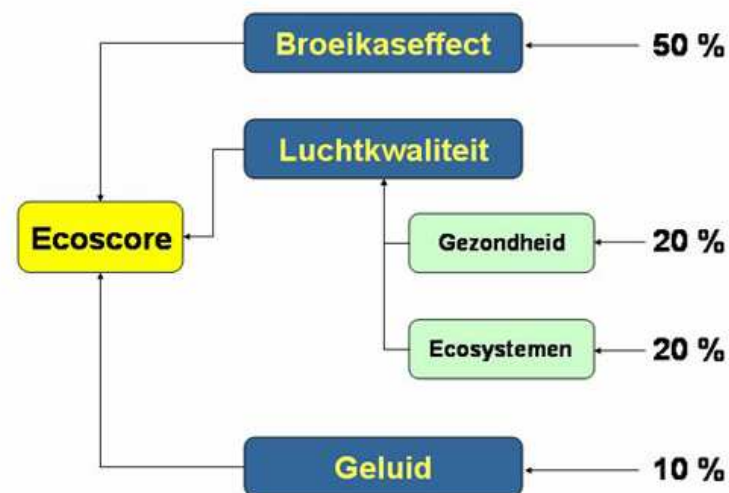 Broeikaseffect 50 %
Luchtkwaliteit
Ecoscore
Gezondheid 20 %
Ecosystemen 20 %
Geluid 10 %